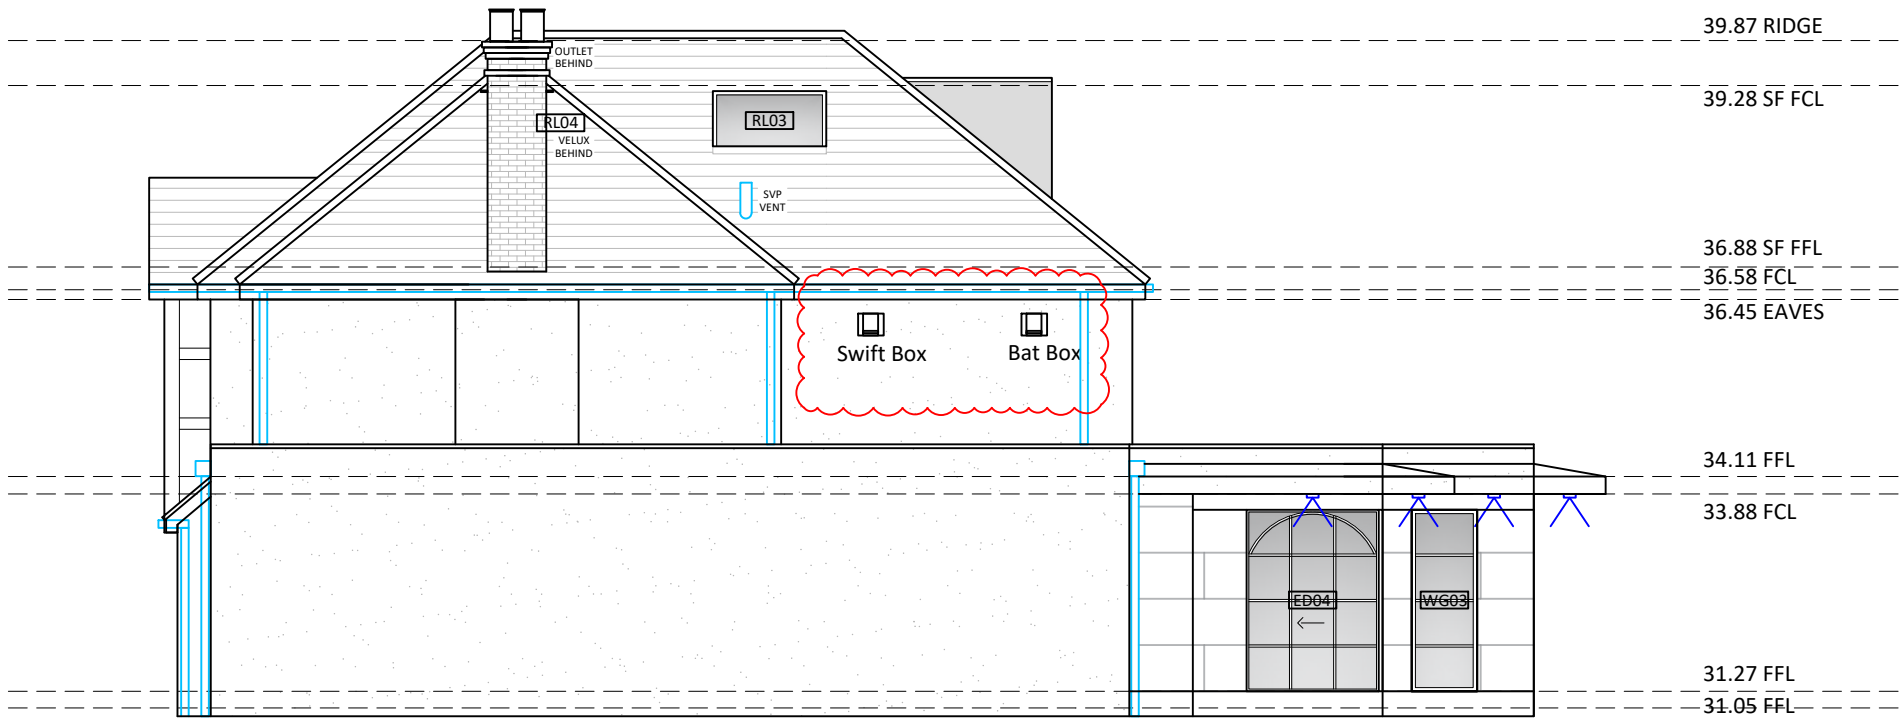 39.87 RIDGE
OUTLET
BEHIND
39.28 SF FCL
RL04
RL03
VELUX
BEHIND
SVP
VENT
36.88 SF FFL
36.58 FCL
36.45 EAVES
Swift Box
Bat Box
34.11 FFL
33.88 FCL
ED04
WG03
31.27 FFL
31.05 FFL